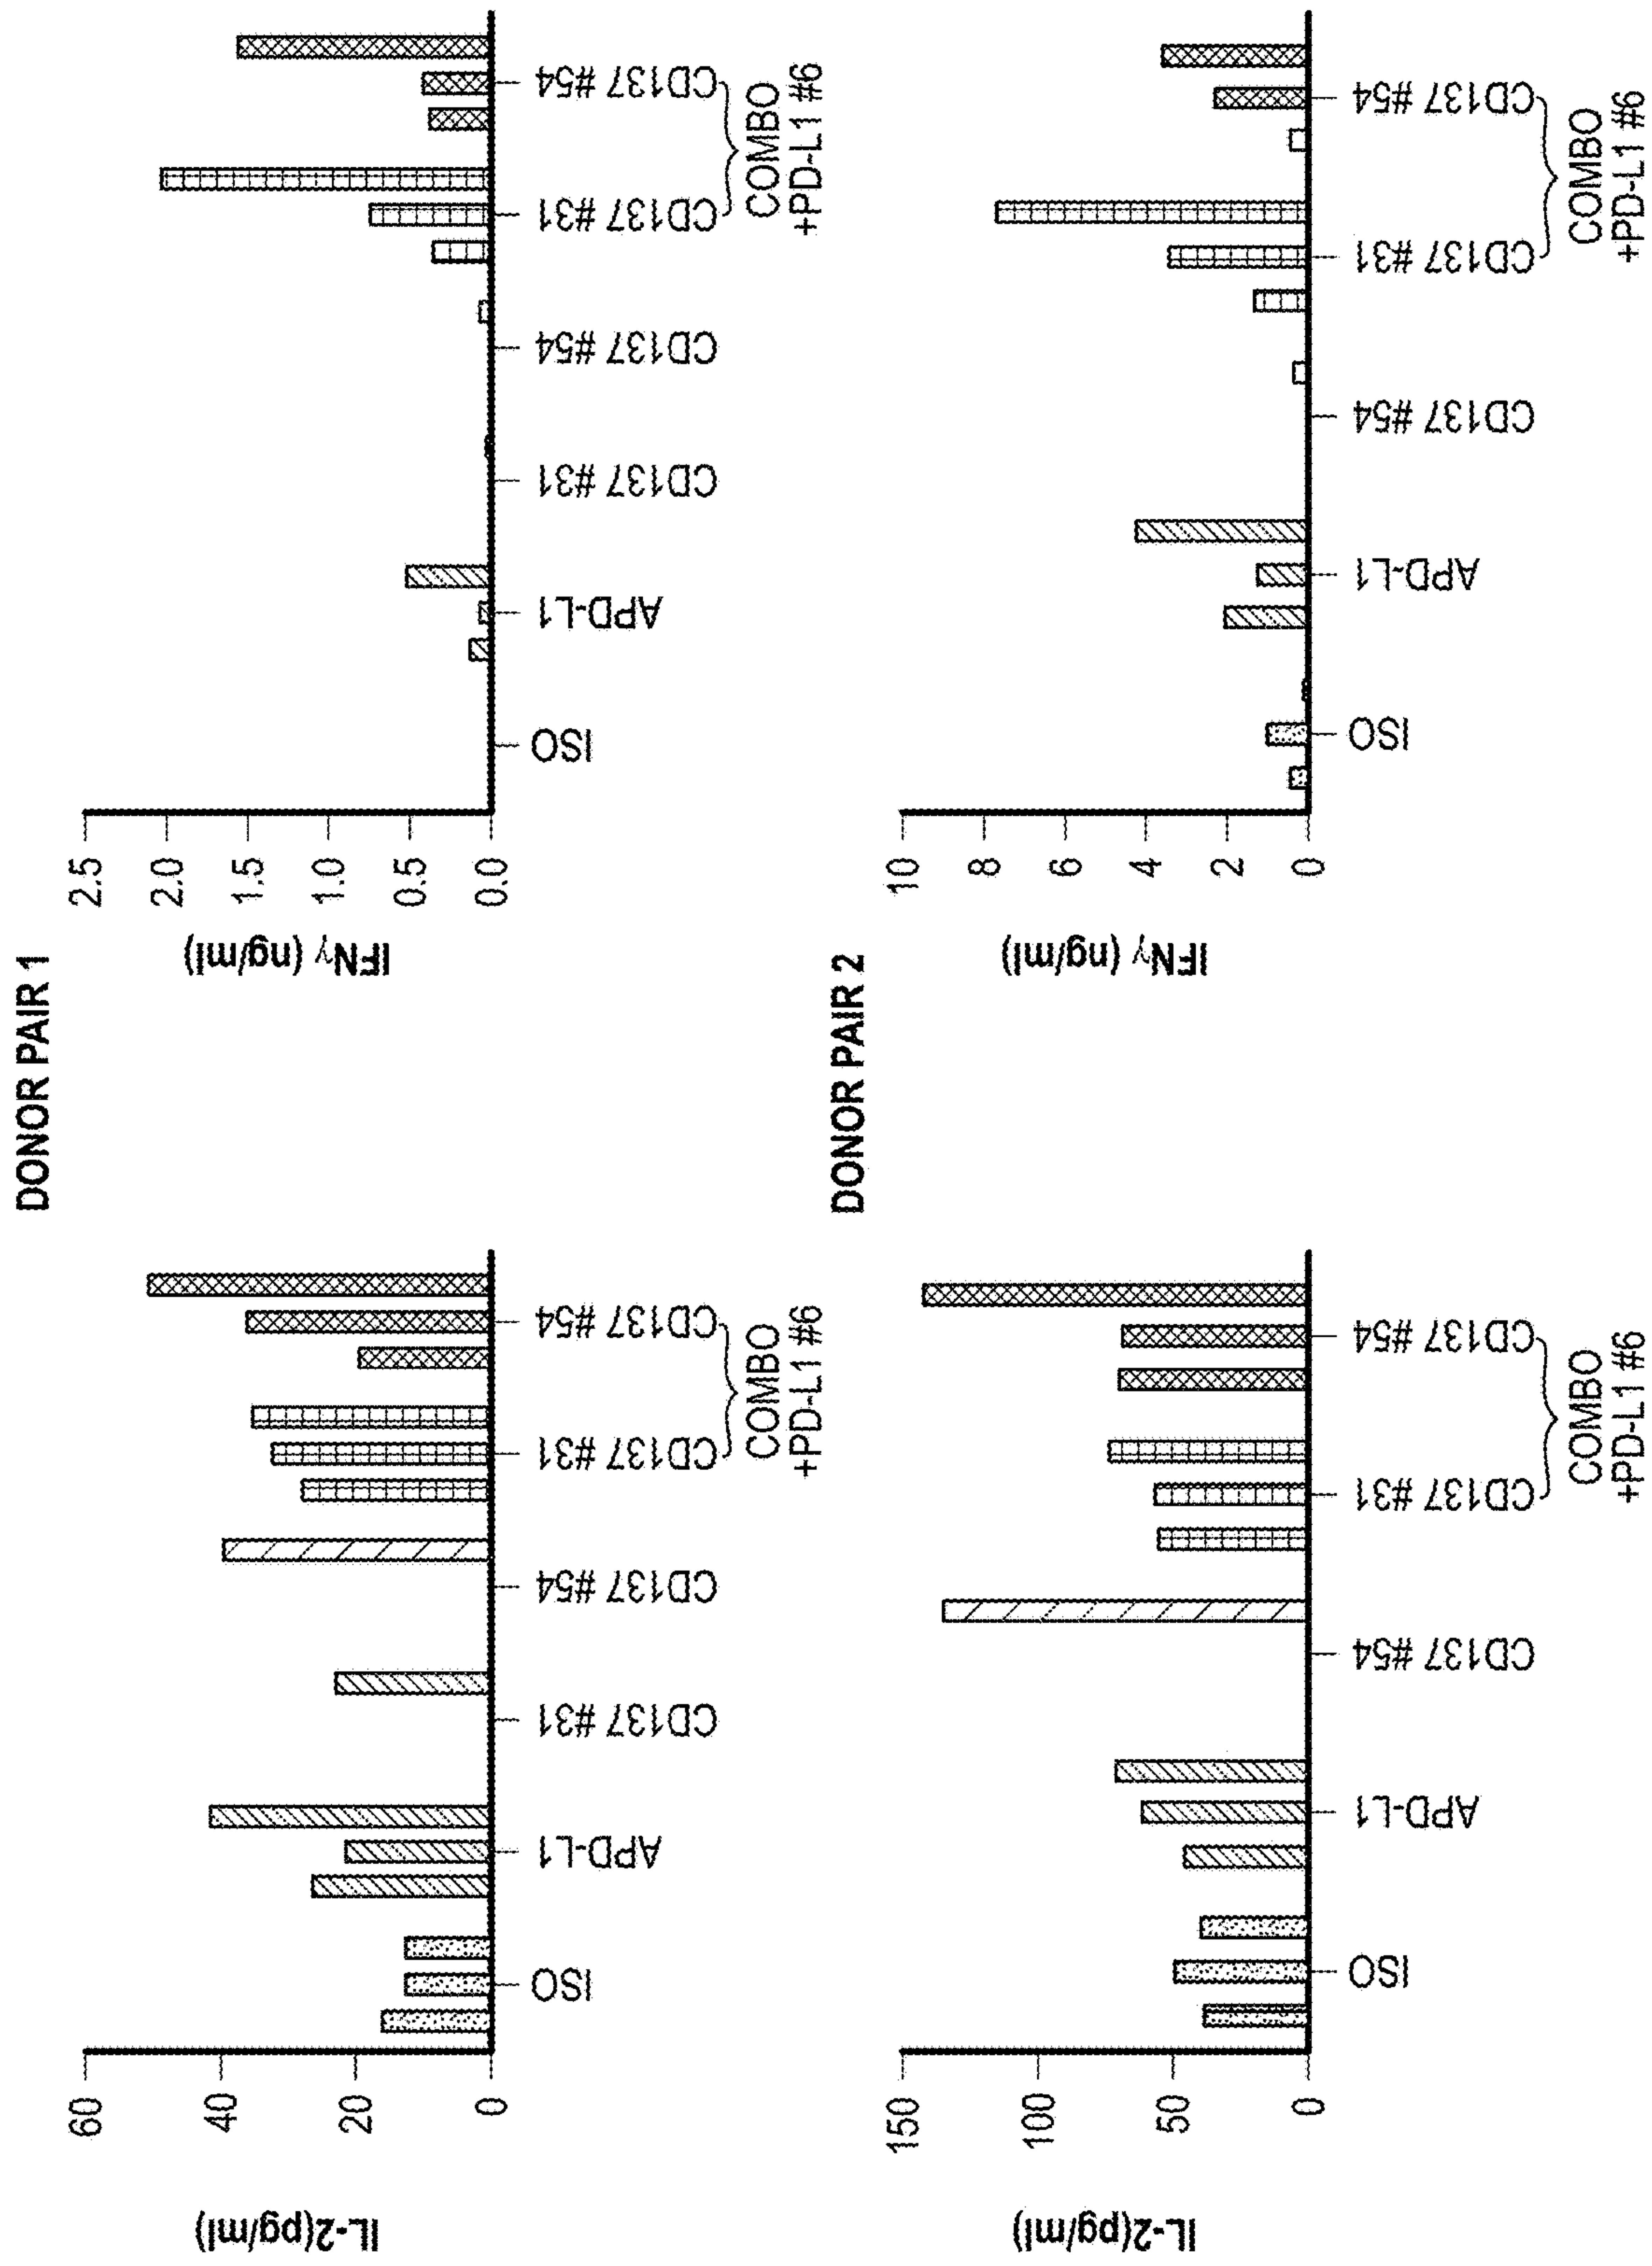 DONOR PAIR 1
IL-2(pg/ml)
60
40
20
0
ISO
APD-L1
CD137 #31
CD137 #54
CD137 #31
CD137 #54
COMBO
+PD-L1 #6
IFNγ (ng/ml)
2.5
2.0
1.5
1.0
0.5
0.0
ISO
APD-L1
CD137 #31
CD137 #54
CD137 #31
CD137 #54
COMBO
+PD-L1 #6
DONOR PAIR 2
IL-2(pg/ml)
150
100
50
0
ISO
APD-L1
CD137 #54
CD137 #31
CD137 #54
COMBO
+PD-L1 #6
IFNγ (ng/ml)
10
8
6
4
2
0
ISO
APD-L1
CD137 #54
CD137 #31
CD137 #54
COMBO
+PD-L1 #6